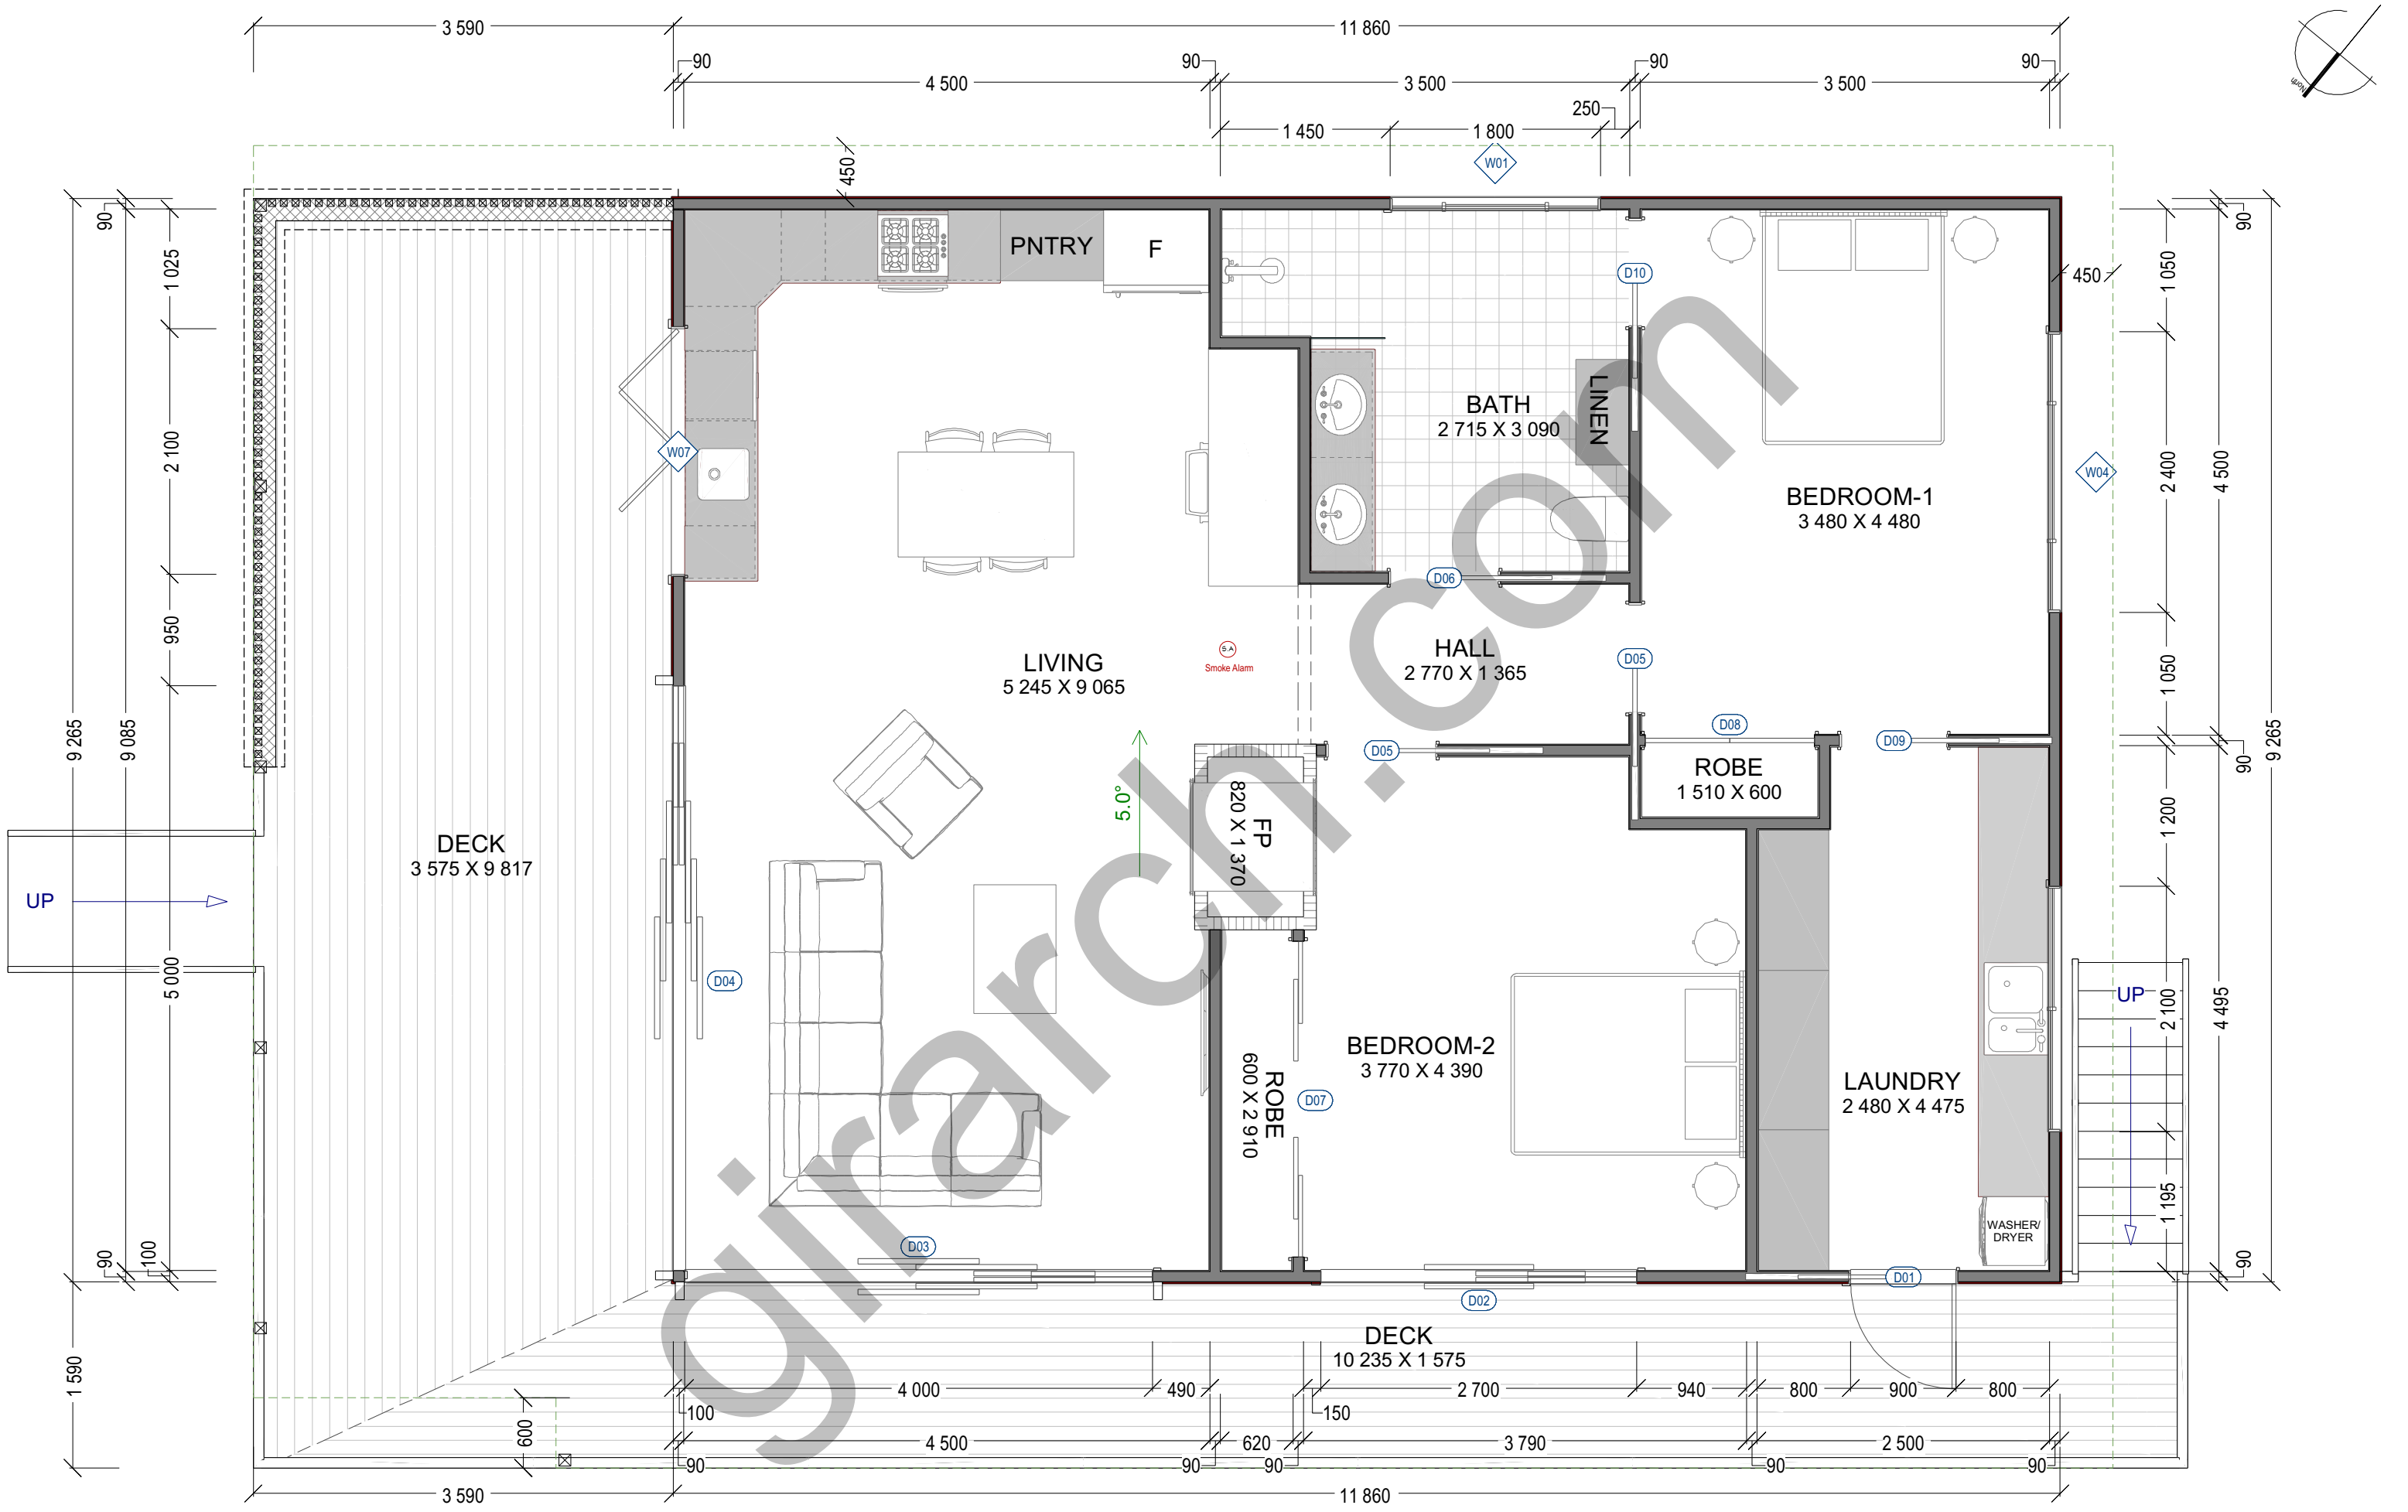 3 590
11 860
90
90
90
90
4 500
3 500
3 500
250
1 450
1 800
North
W01
450
90
90
1 025
1 050
PNTRY
F
D10
450
LINEN
BATH
2 715 X 3 090
2 100
W07
2 400
W04
4 500
BEDROOM-1
3 480 X 4 480
D06
950
S.A
Smoke Alarm
LIVING
5 245 X 9 065
HALL
2 770 X 1 365
D05
1 050
9 265
9 085
D05
D08
D09
90
9 265
ROBE
1 510 X 600
5.0°
FP
820 X 1 370
1 200
DECK
3 575 X 9 817
UP
5 000
D04
UP
2 100
4 495
BEDROOM-2
3 770 X 4 390
ROBE
600 X 2 910
D07
LAUNDRY
2 480 X 4 475
1 195
WASHER/
DRYER
90
100
D03
D02
D01
90
DECK
10 235 X 1 575
1 590
4 000
490
2 700
940
800
900
800
100
150
600
4 500
620
3 790
2 500
90
90
90
90
90
3 590
11 860
girarch.com